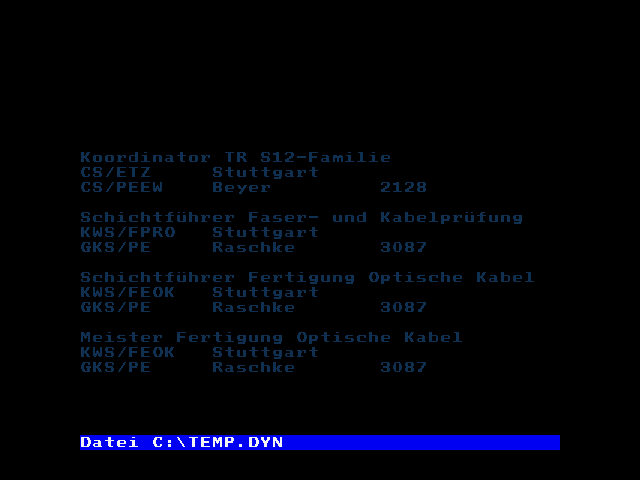 Koordinator TR S12-Familie
CS/ETZ Stuttgart
CS/PEEW Beyer 2128
Schichtführer Faser- und Kabelprüfung
KWS/FPRO Stuttgart
GKS/PE Raschke 3087
Schichtführer Fertigung Optische Kabel
KWS/FEOK Stuttgart
GKS/PE Raschke 3087
Meister Fertigung Optische Kabel
KWS/FEOK Stuttgart
GKS/PE Raschke 3087
Datei C:\TEMP.DYN